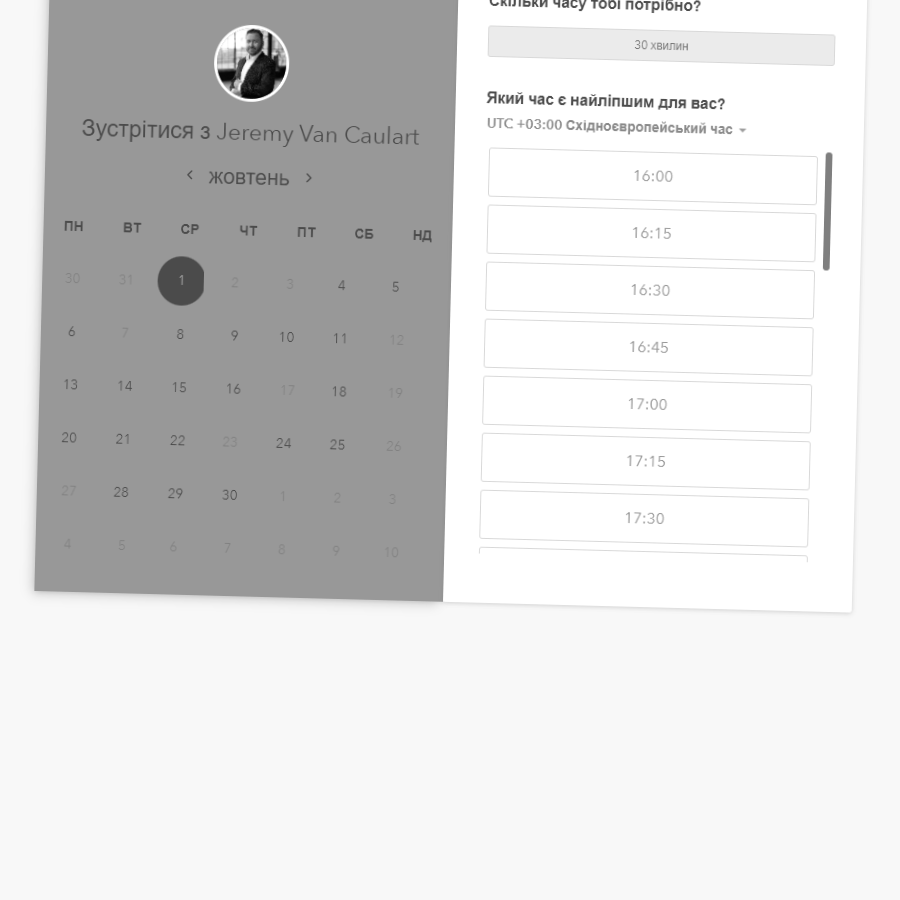 Зустрітися з Jeremy Van Caulart
‹ жовтень ›
ПН ВТ СР ЧТ ПТ СБ НД
30 31 1 2 3 4 5
6 7 8 9 10 11 12
13 14 15 16 17 18 19
20 21 22 23 24 25 26
27 28 29 30 1 2 3
4 5 6 7 8 9 10
Скільки часу тобі потрібно?
30 хвилин
Який час є найліпшим для вас?
UTC +03:00 Східноєвропейський час
16:00
16:15
16:30
16:45
17:00
17:15
17:30